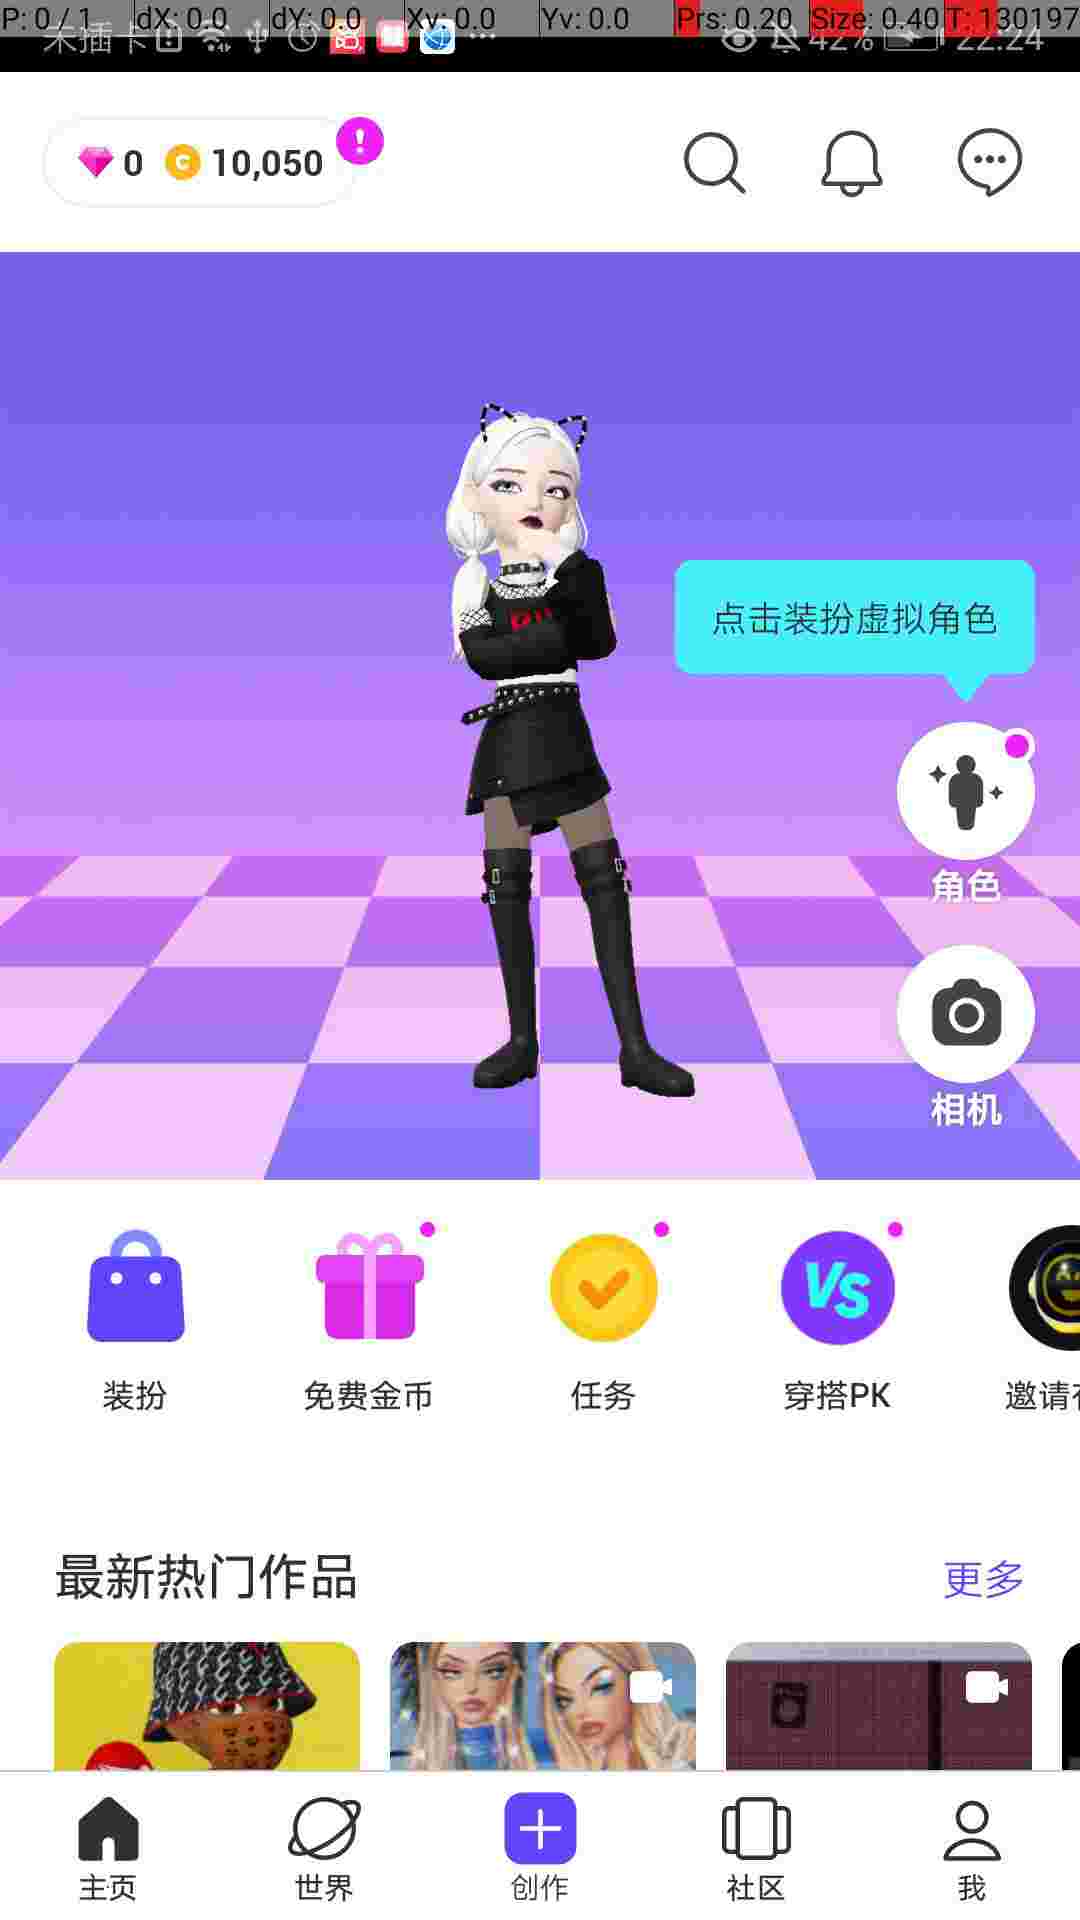 P: 0 / 1 dX: 0.0 dY: 0.0 Xv: 0.0 Yv: 0.0 Prs: 0.20 Size: 0.40 T: 130197
未插卡 42% 22:24
0 C 10,050 !
点击装扮虚拟角色
角色
相机
VS
装扮 免费金币 任务 穿搭PK 邀请
最新热门作品 更多
主页 世界 创作 社区 我